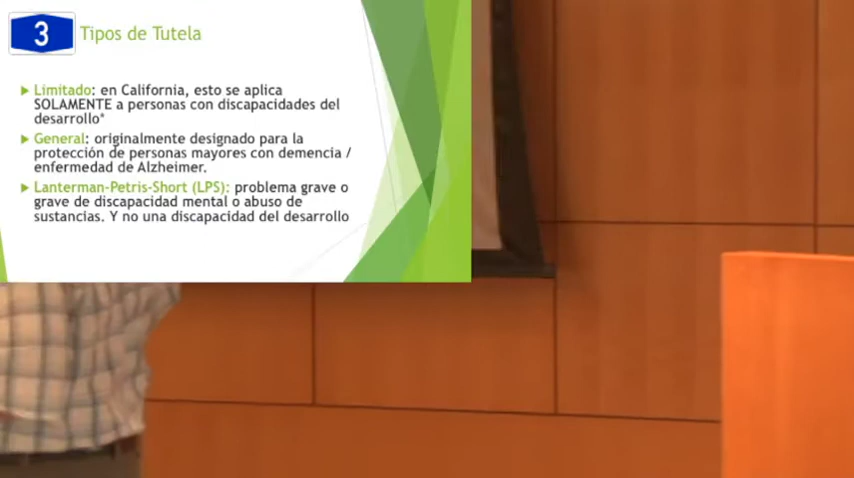 3 Tipos de Tutela
Limitado: en California, esto se aplica
SOLAMENTE a personas con discapacidades del
desarrollo*
General: originalmente designado para la
protección de personas mayores con demencia /
enfermedad de Alzheimer.
Lanterman-Petris-Short (LPS): problema grave o
grave de discapacidad mental o abuso de
sustancias. Y no una discapacidad del desarrollo